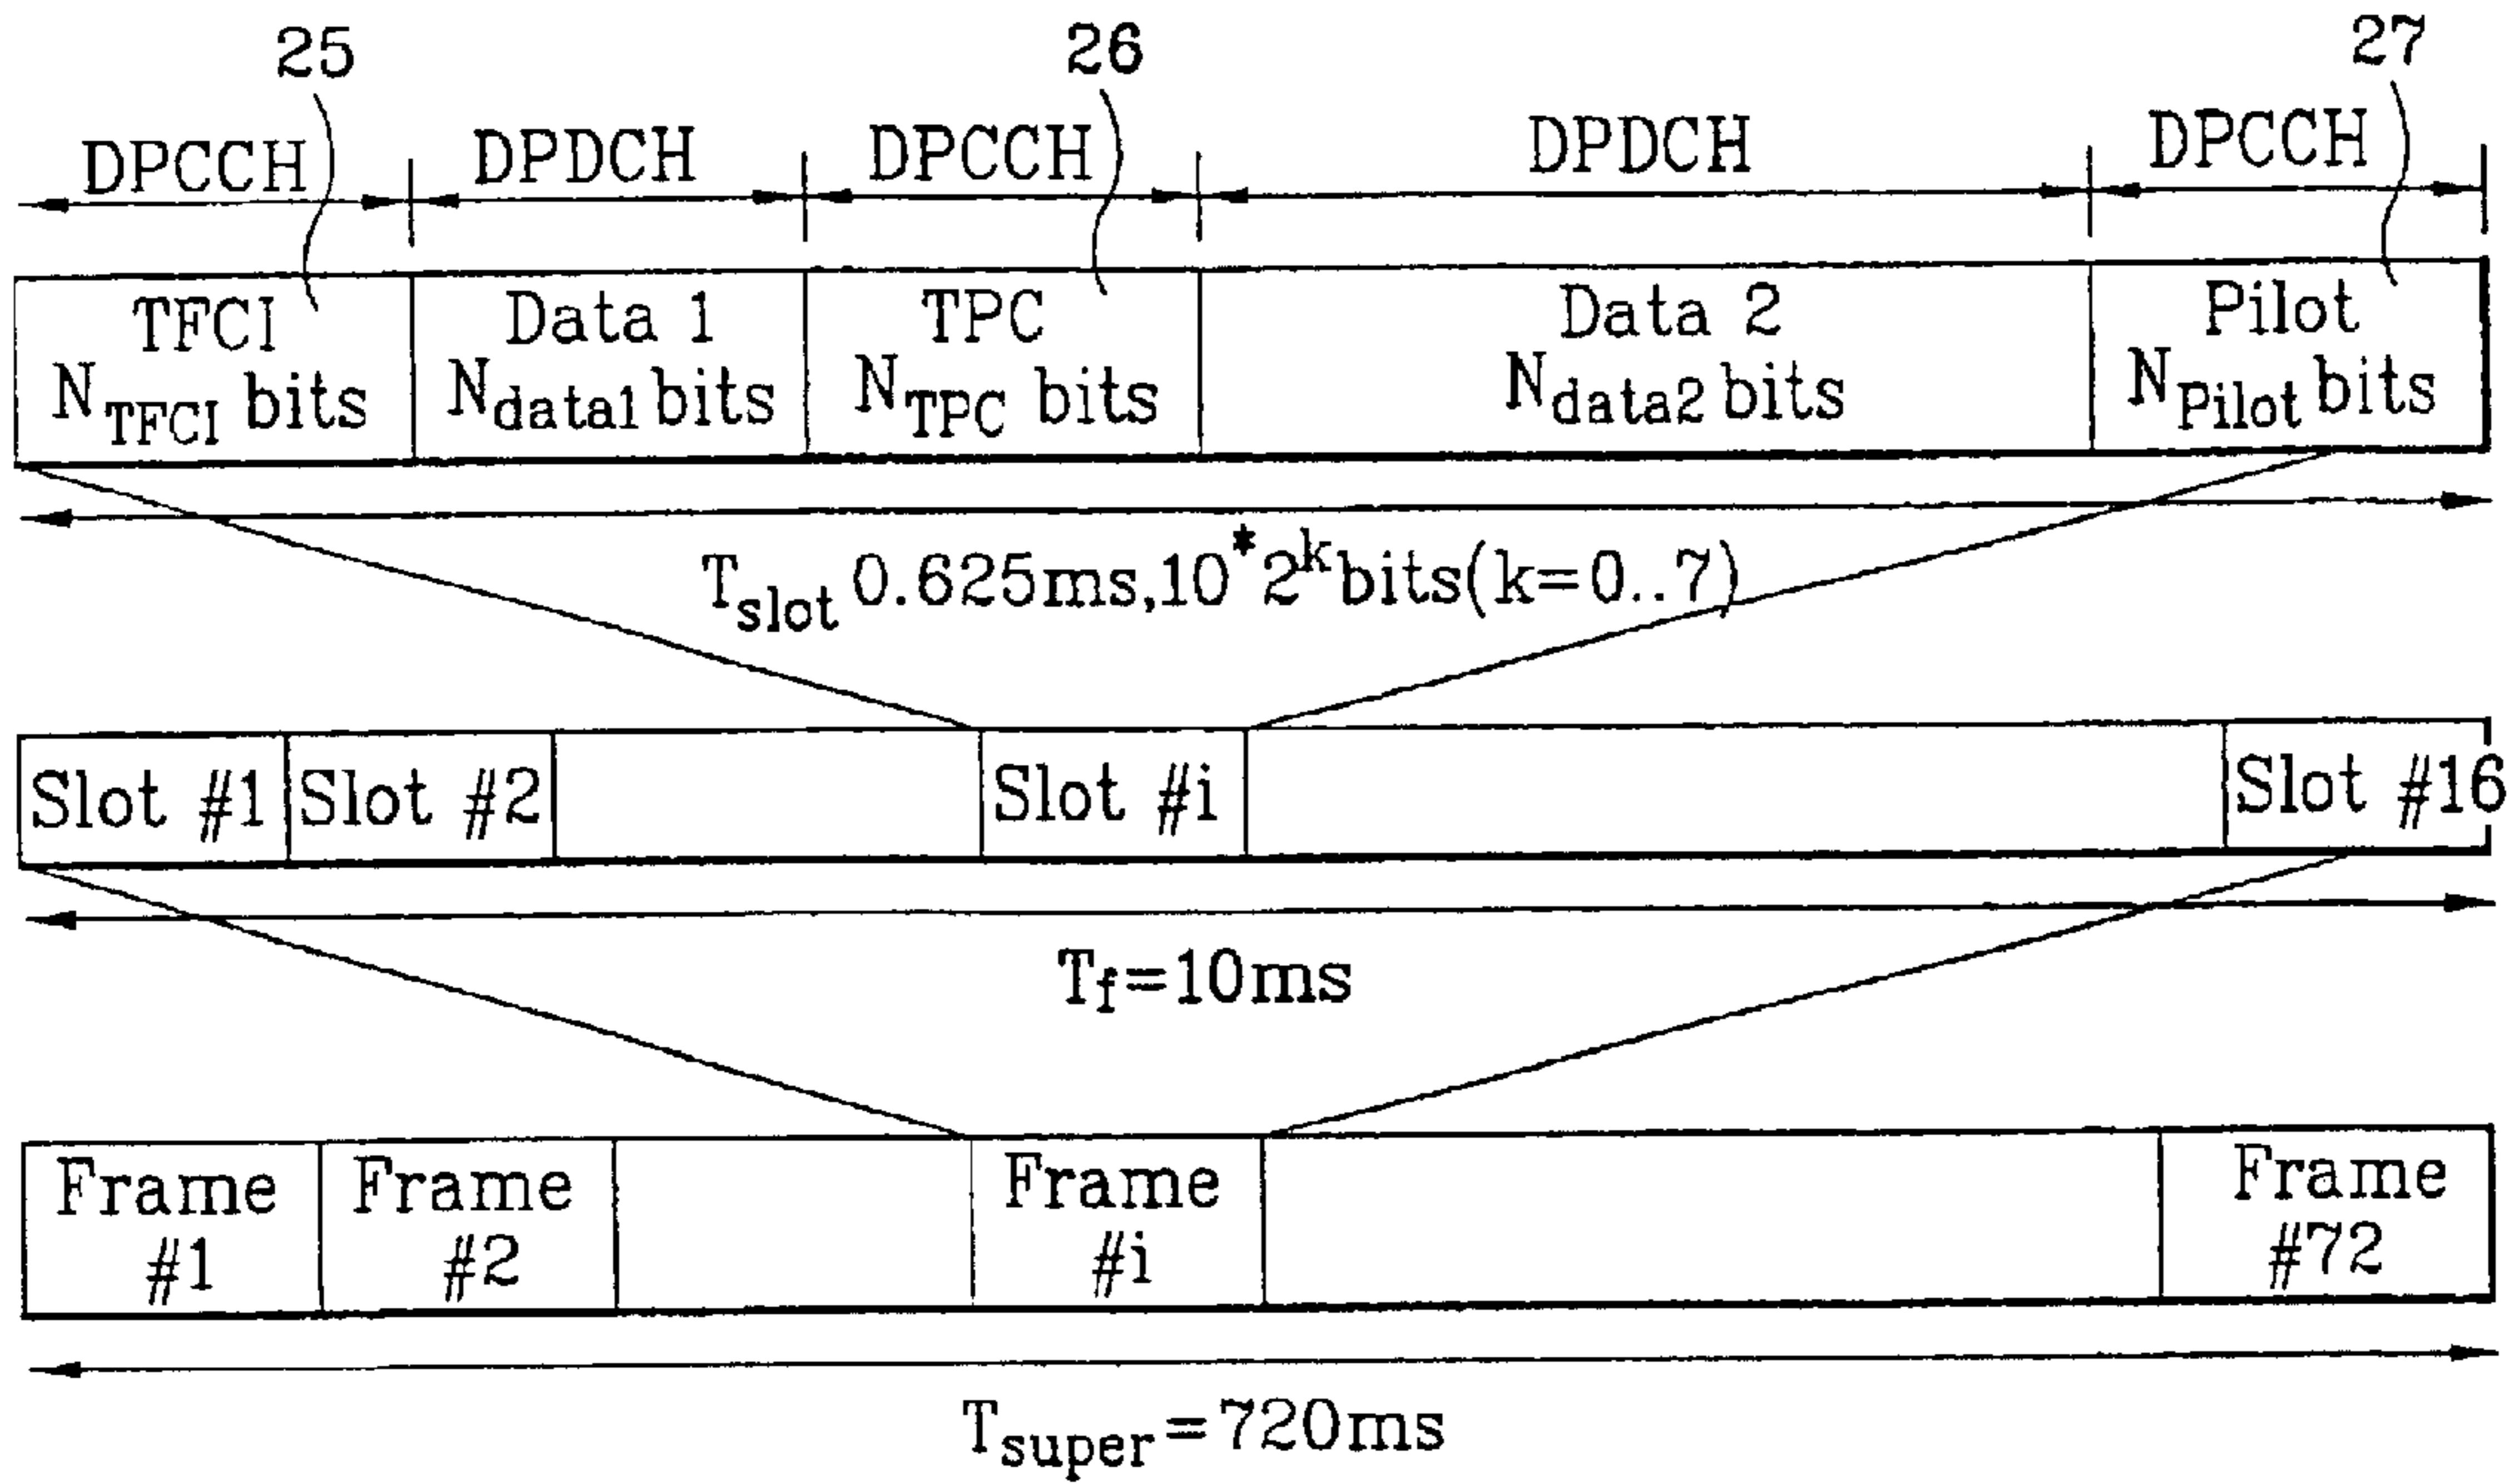 25 26 27
DPCCH DPDCH DPCCH DPDCH DPCCH
TFCI Data 1 TPC Data 2 Pilot
N_TFCI bits N_data1 bits N_TPC bits N_data2 bits N_Pilot bits
T_slot 0.625ms,10*2^k bits(k=0..7)
Slot #1 Slot #2 Slot #i Slot #16
T_f=10ms
Frame Frame Frame Frame
#1 #2 #i #72
T_super=720ms